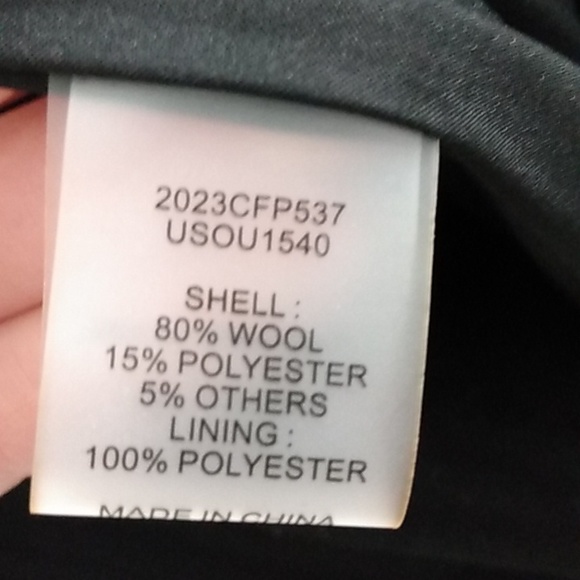 2023CFP537
USOU1540
SHELL :
80% WOOL
15% POLYESTER
5% OTHERS
LINING :
100% POLYESTER
MADE IN CHINA